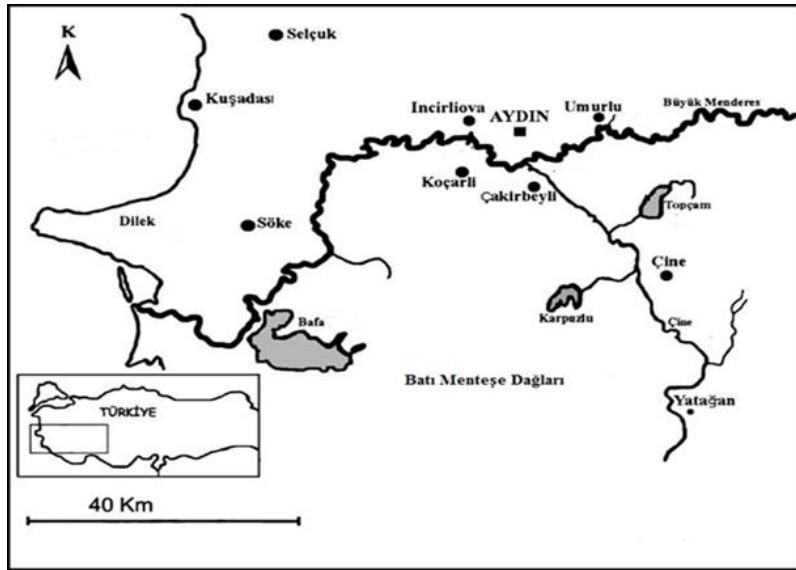 K
Selçuk
Kuşadası
Incirliova
AYDIN
Umurlu
Büyük Menderes
Koçarli
Çakirbeyli
Topçam
Dilek
Söke
Çine
Karpuzlu
Çine
Bafa
Batı Menteşe Dağları
Yatağan
TÜRKİYE
40 Km